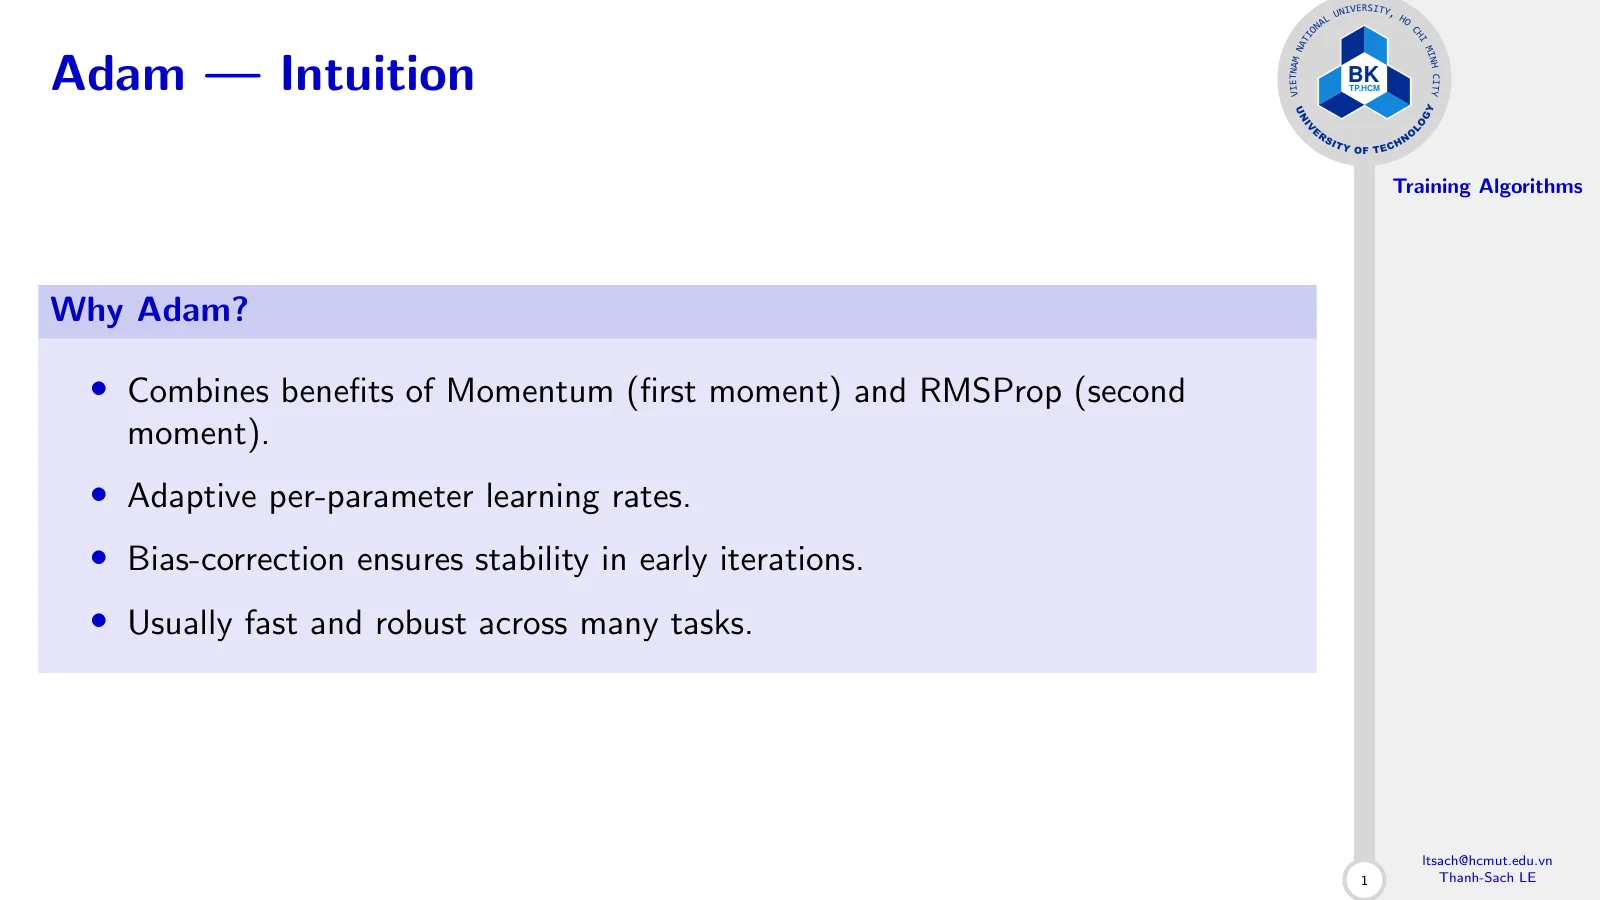 Adam — Intuition
VIETNAM NATIONAL UNIVERSITY, HO CHI MINH CITY
BK
TP.HCM
UNIVERSITY OF TECHNOLOGY
Training Algorithms
Why Adam?
• Combines benefits of Momentum (first moment) and RMSProp (second
moment).
• Adaptive per-parameter learning rates.
• Bias-correction ensures stability in early iterations.
• Usually fast and robust across many tasks.
ltsach@hcmut.edu.vn
Thanh-Sach LE
1